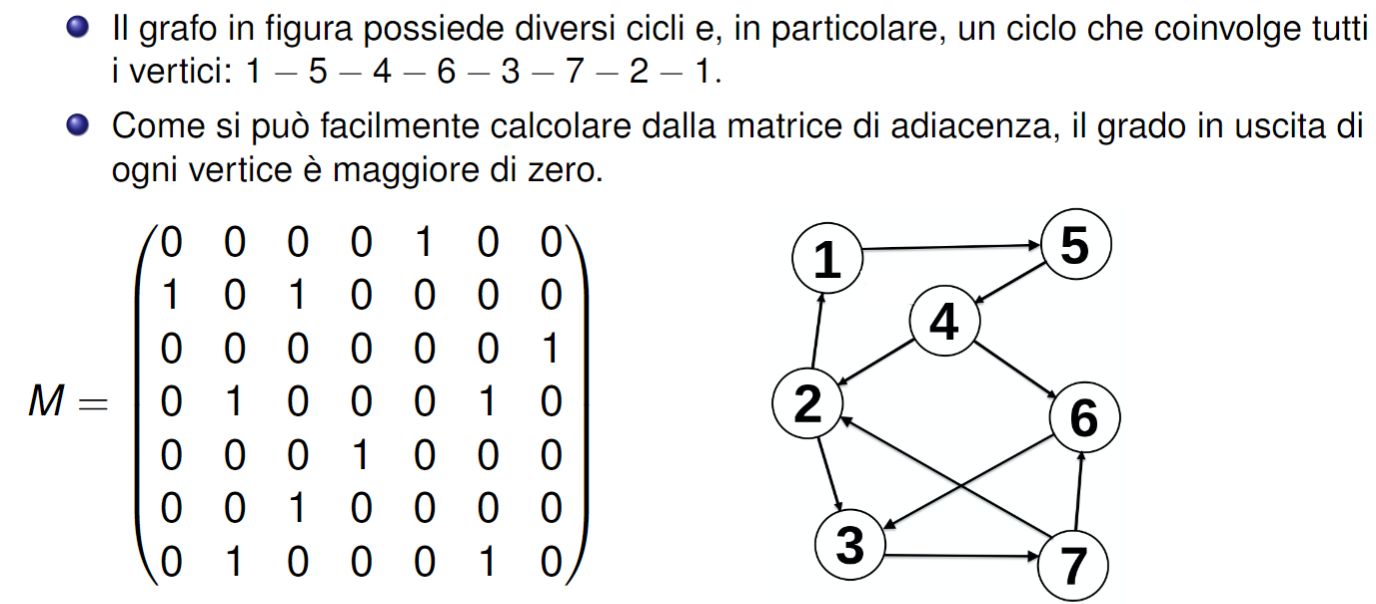 Il grafo in figura possiede diversi cicli e, in particolare, un ciclo che coinvolge tutti
i vertici: 1 – 5 – 4 – 6 – 3 – 7 – 2 – 1.
Come si può facilmente calcolare dalla matrice di adiacenza, il grado in uscita di
ogni vertice è maggiore di zero.
0 0 0 0 1 0 0
1 0 1 0 0 0 0
0 0 0 0 0 0 1
M = 0 1 0 0 0 1 0
0 0 0 1 0 0 0
0 0 1 0 0 0 0
0 1 0 0 0 1 0
1 5
4
2 6
3 7